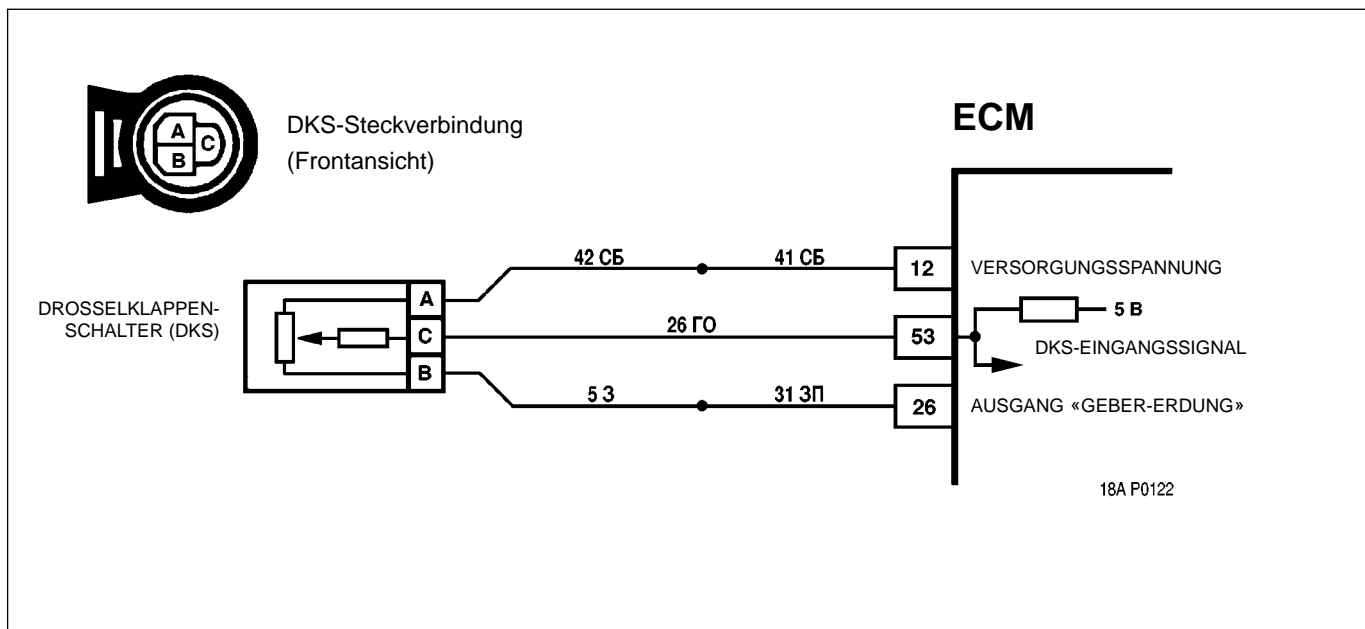 A
C
B
DKS-Steckverbindung
(Frontansicht)
ECM
42 СБ
41 СБ
12
VERSORGUNGSSPANNUNG
DROSSELKLAPPEN-
SCHALTER (DKS)
A
C
B
26 ГО
53
5 В
DKS-EINGANGSSIGNAL
5 З
31 ЗП
26
AUSGANG «GEBER-ERDUNG»
18A P0122